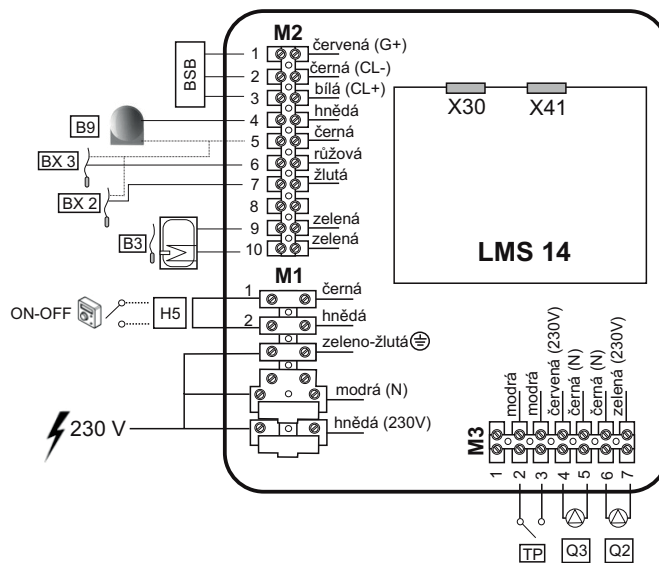 M2
BSB
1 červená (G+)
2 černá (CL-)
3 bílá (CL+)
B9
4 hnědá
5 černá
BX 3
6 růžová
7 žlutá
BX 2
8
9 zelená
B3
10 zelená
X30
X41
LMS 14
M1
1 černá
ON-OFF
H5
2 hnědá
zeleno-žlutá
modrá (N)
230 V
hnědá (230V)
M3
modrá
modrá
červená (230V)
černá (N)
černá (N)
zelená (230V)
1
2
3
4
5
6
7
TP
Q3
Q2